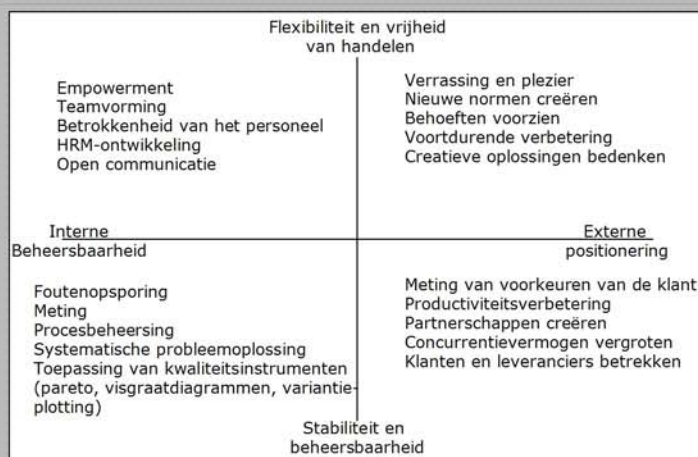 Flexibiliteit en vrijheid
van handelen
Empowerment
Teamvorming
Betrokkenheid van het personeel
HRM-ontwikkeling
Open communicatie
Verrassing en plezier
Nieuwe normen creëren
Behoeften voorzien
Voortdurende verbetering
Creatieve oplossingen bedenken
Interne
Beheersbaarheid
Externe
positionering
Foutenopsporing
Meting
Procesbeheersing
Systematische probleemoplossing
Toepassing van kwaliteitsinstrumenten
(pareto, visgraatdiagrammen, variantie-
plotting)
Meting van voorkeuren van de klant
Productiviteitsverbetering
Partnerschappen creëren
Concurrentievermogen vergroten
Klanten en leveranciers betrekken
Stabiliteit en
beheersbaarheid